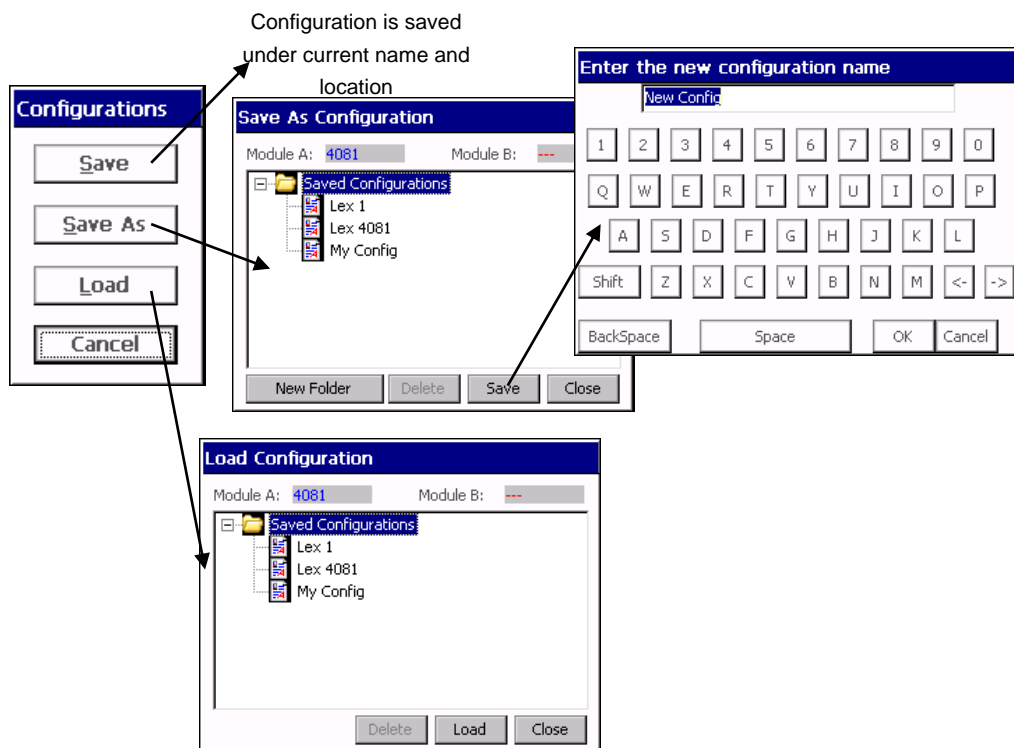 Configuration is saved
under current name and
location
Configurations
Save
Save As
Load
Cancel
Save As Configuration
Module A: 4081 Module B: ---
Saved Configurations
Lex 1
Lex 4081
My Config
New Folder Delete Save Close
Enter the new configuration name
New Config
1 2 3 4 5 6 7 8 9 0
Q W E R T Y U I O P
A S D F G H J K L
Shift Z X C V B N M <- ->
BackSpace Space OK Cancel
Load Configuration
Module A: 4081 Module B: ---
Saved Configurations
Lex 1
Lex 4081
My Config
Delete Load Close